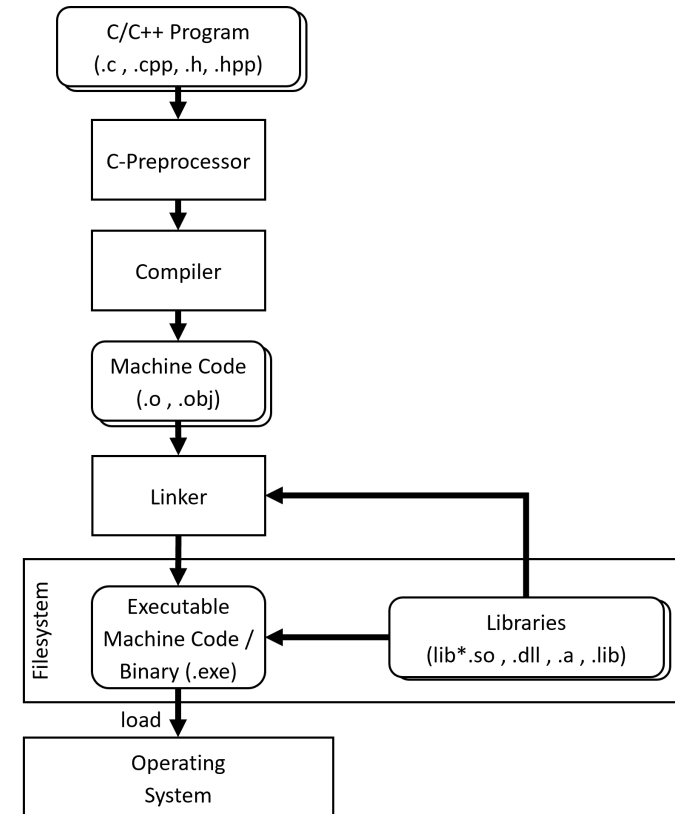 C/C++ Program
(.c , .cpp, .h, .hpp)
C-Preprocessor
Compiler
Machine Code
(.o , .obj)
Linker
Filesystem
Executable
Machine Code /
Binary (.exe)
Libraries
(lib*.so , .dll , .a , .lib)
load
Operating
System